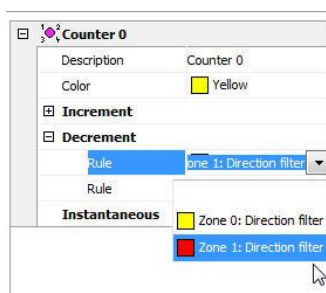 Counter 0
Description Counter 0
Color Yellow
Increment
Decrement
Rule one 1: Direction filter
Rule
Instantaneous
Zone 0: Direction filter
Zone 1: Direction filter